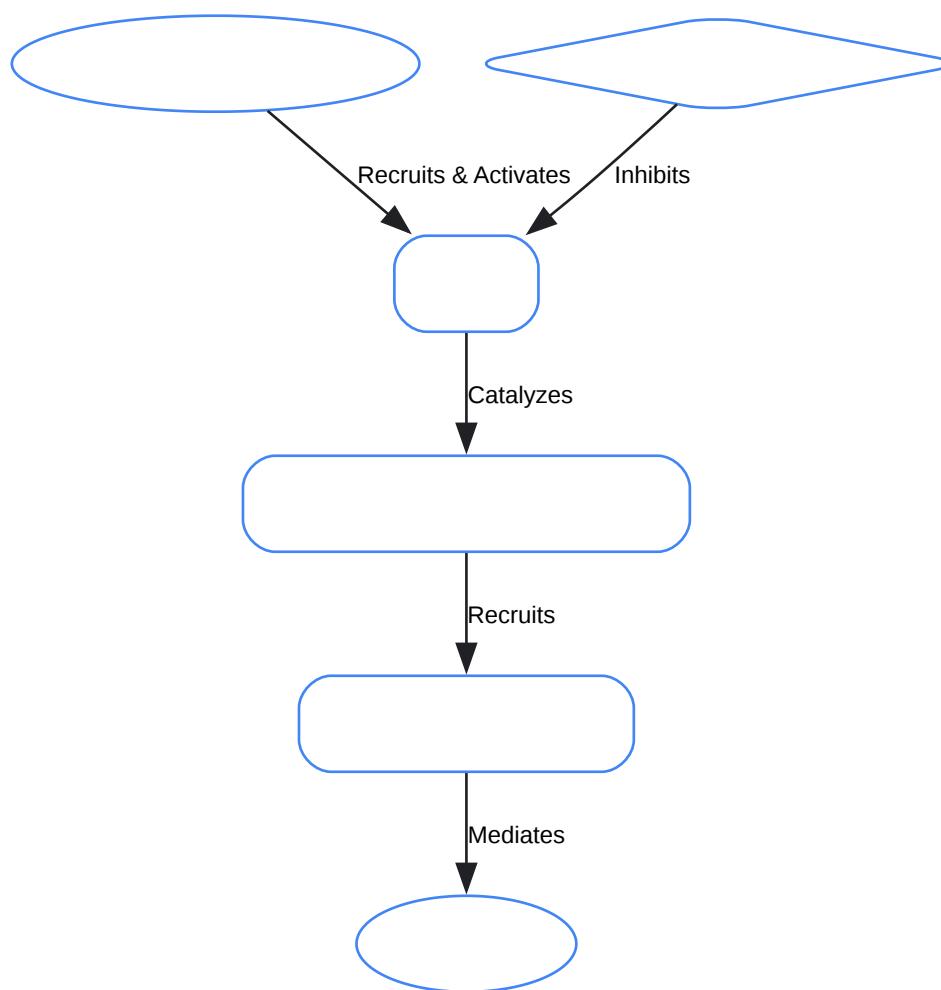 Recruits & Activates
Inhibits
Catalyzes
Recruits
Mediates